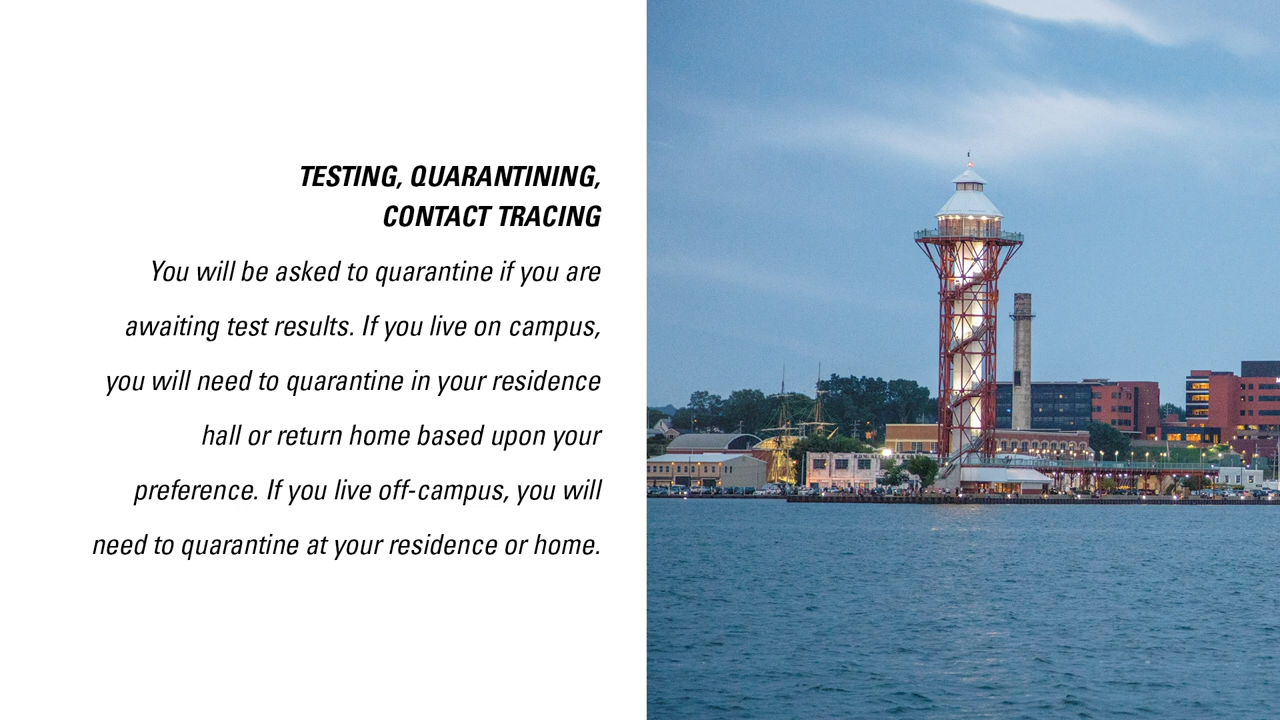 TESTING, QUARANTINING,
CONTACT TRACING
You will be asked to quarantine if you are
awaiting test results. If you live on campus,
you will need to quarantine in your residence
hall or return home based upon your
preference. If you live off-campus, you will
need to quarantine at your residence or home.